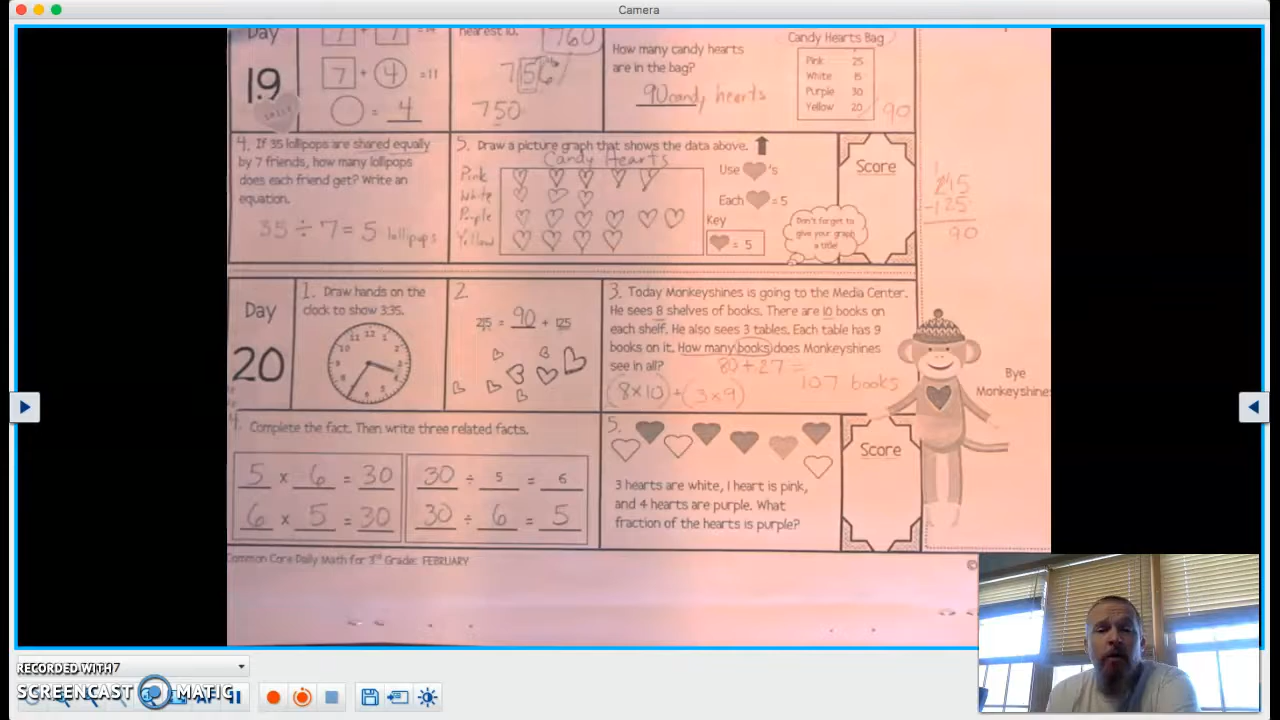 Camera
Day
19
7 + 7 = 14
7 + 4 = 11
= 4
nearest 10.
760
756
750
How many candy hearts
are in the bag?
90 candy hearts
Candy Hearts Bag
Pink 25
White 15
Purple 30
Yellow 20
90
4. If 35 lollipops are shared equally
by 7 friends, how many lollipops
does each friend get? Write an
equation.
35 ÷ 7 = 5 lollipops
5. Draw a picture graph that shows the data above.
Candy Hearts
Pink
White
Purple
Yellow
Use 's
Each = 5
Key
= 5
Don't forget to
give your graph
a title!
Score
215
-125
90
Day
20
1. Draw hands on the
clock to show 3:35.
2.
215 = 90 + 125
3. Today Monkeyshines is going to the Media Center.
He sees 8 shelves of books. There are 10 books on
each shelf. He also sees 3 tables. Each table has 9
books on it. How many books does Monkeyshines
see in all?
80 + 27 =
107 books
(8 x 10) + (3 x 9)
Bye
Monkeyshine
4. Complete the fact. Then write three related facts.
5 x 6 = 30
6 x 5 = 30
30 ÷ 5 = 6
30 ÷ 6 = 5
5.
3 hearts are white, 1 heart is pink,
and 4 hearts are purple. What
fraction of the hearts is purple?
Score
Common Core Daily Math for 3rd Grade: FEBRUARY
©
RECORDED WITH
SCREENCAST MATIC